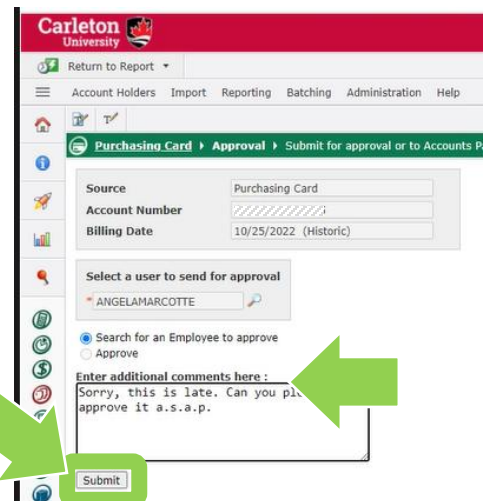 Carleton
University
Return to Report
Account Holders Import Reporting Batching Administration Help
Purchasing Card Approval Submit for approval or to Accounts
Source Purchasing Card
Account Number
Billing Date 10/25/2022 (Historic)
Select a user to send for approval
* ANGELAMARCOTTE
Search for an Employee to approve
Approve
Enter additional comments here :
Sorry, this is late. Can you
approve it a.s.a.p.
Submit